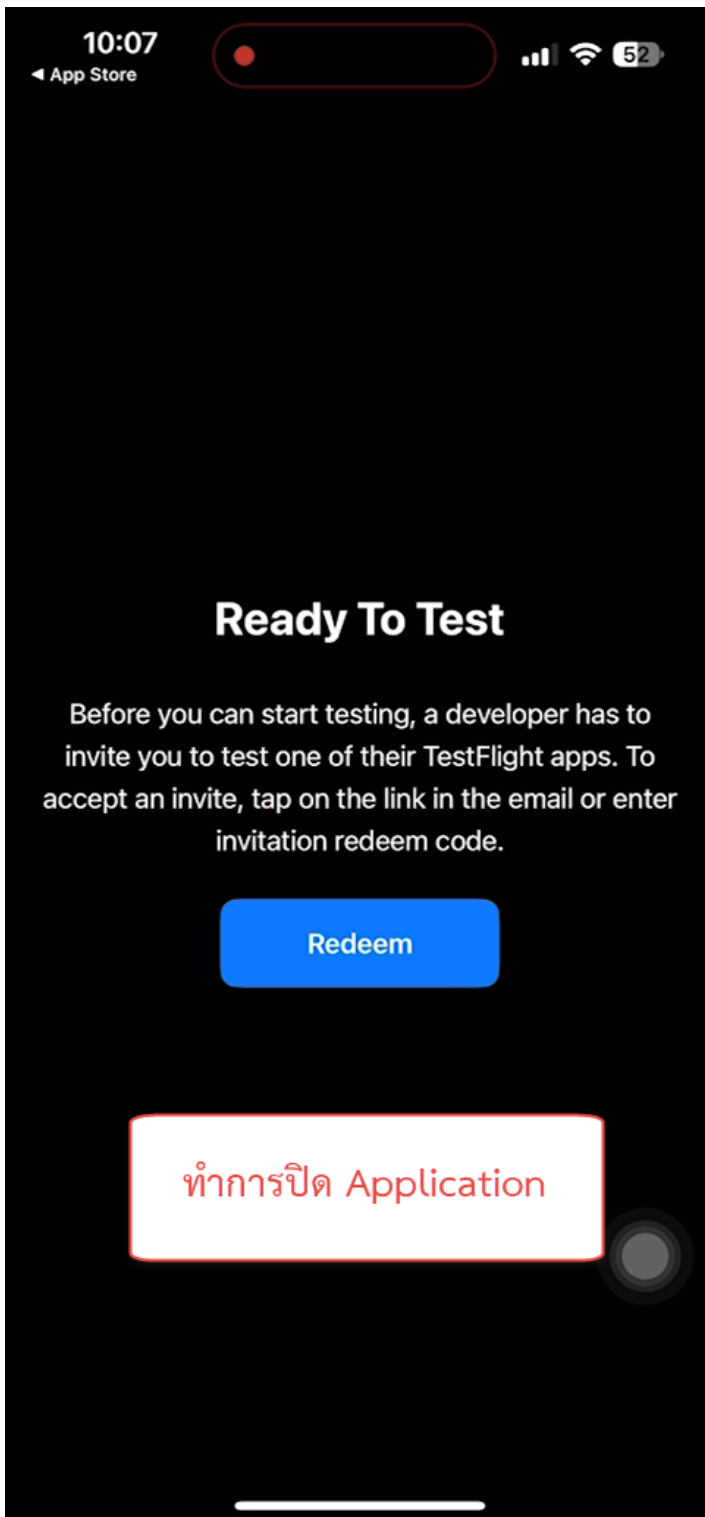 10:07
◀ App Store
52
Ready To Test
Before you can start testing, a developer has to
invite you to test one of their TestFlight apps. To
accept an invite, tap on the link in the email or enter
invitation redeem code.
Redeem
ทำการปิด Application